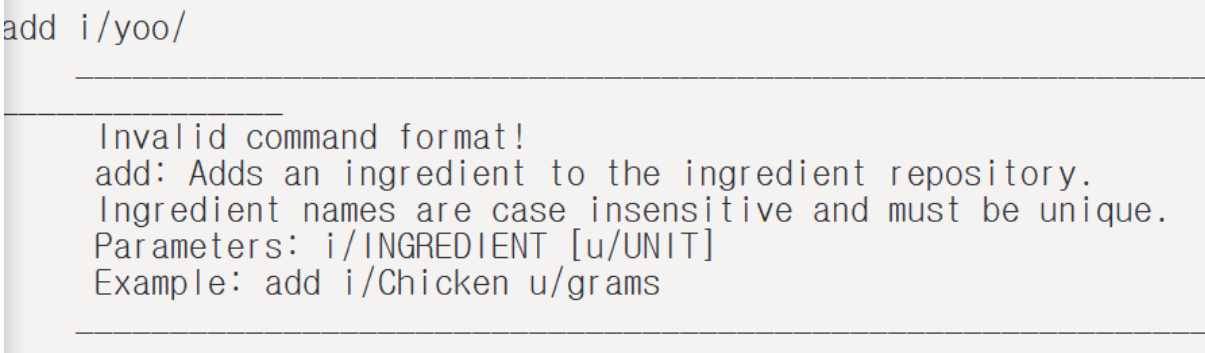 add i/yoo/
Invalid command format!
add: Adds an ingredient to the ingredient repository.
Ingredient names are case insensitive and must be unique.
Parameters: i/INGREDIENT [u/UNIT]
Example: add i/Chicken u/grams